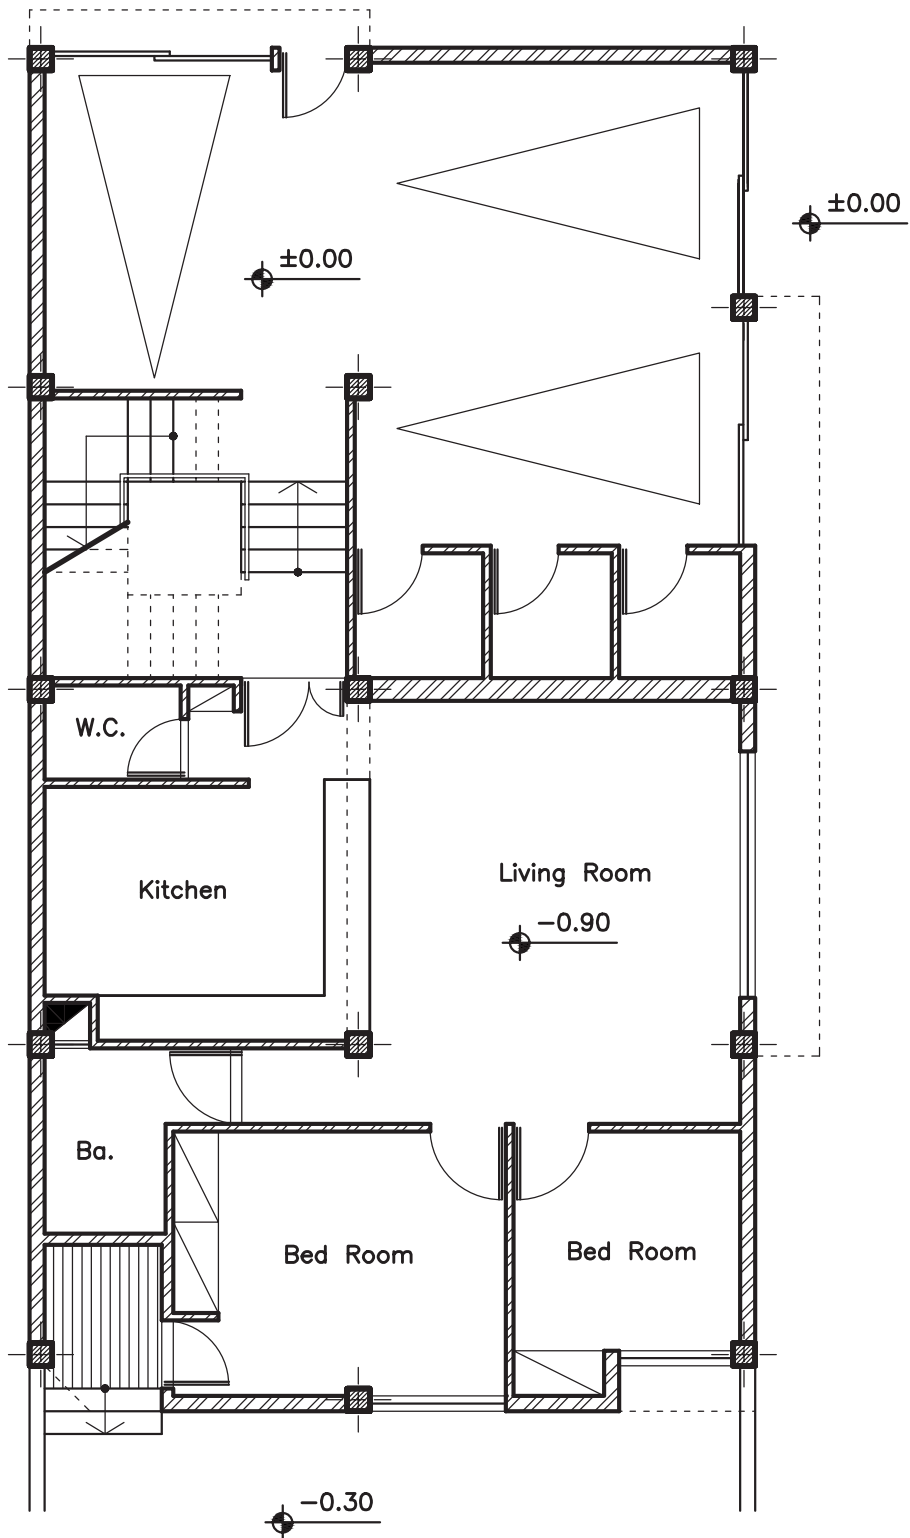 ±0.00
±0.00
W.C.
Kitchen
Living Room
-0.90
Ba.
Bed Room
Bed Room
-0.30